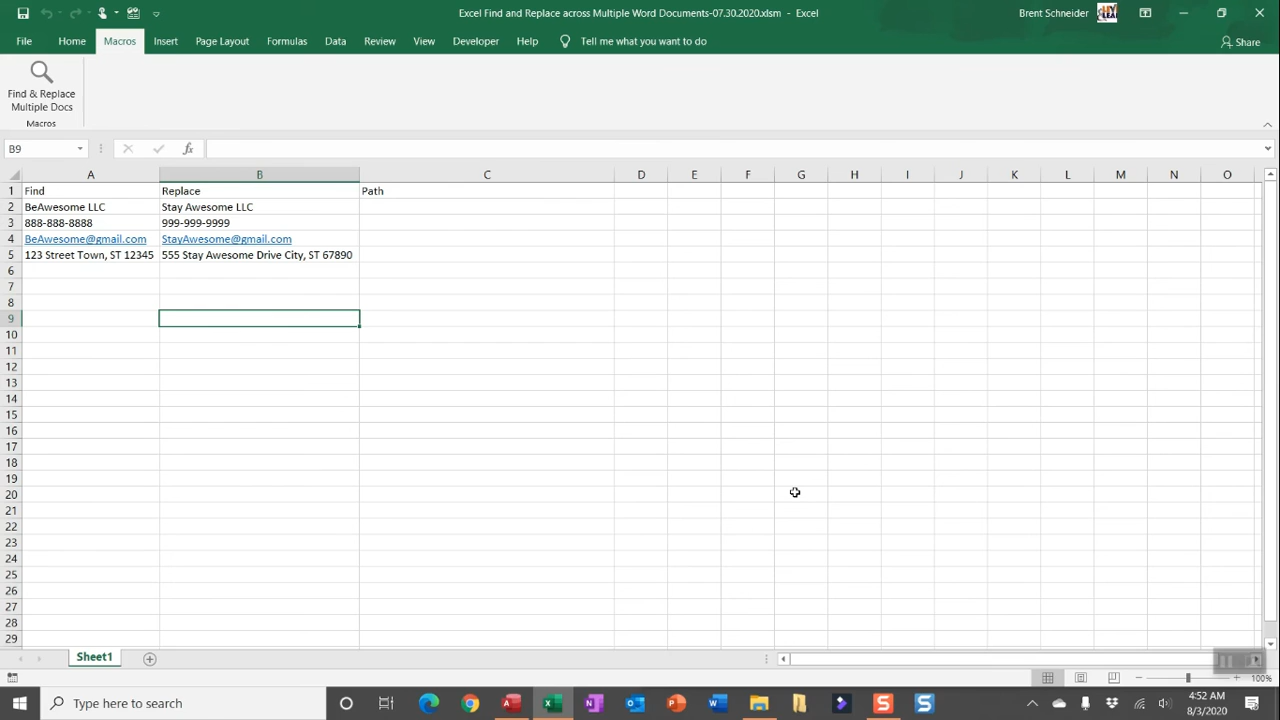 Excel Find and Replace across Multiple Word Documents-07.30.2020.xlsm - Excel
Brent Schneider
File Home Macros Insert Page Layout Formulas Data Review View Developer Help Tell me what you want to do Share
Find & Replace
Multiple Docs
Macros
B9
A B C D E F G H I J K L M N O
1 Find Replace Path
2 BeAwesome LLC Stay Awesome LLC
3 888-888-8888 999-999-9999
4 BeAwesome@gmail.com StayAwesome@gmail.com
5 123 Street Town, ST 12345 555 Stay Awesome Drive City, ST 67890
6
7
8
9
10
11
12
13
14
15
16
17
18
19
20
21
22
23
24
25
26
27
28
29
Sheet1
100%
Type here to search
4:52 AM
8/3/2020